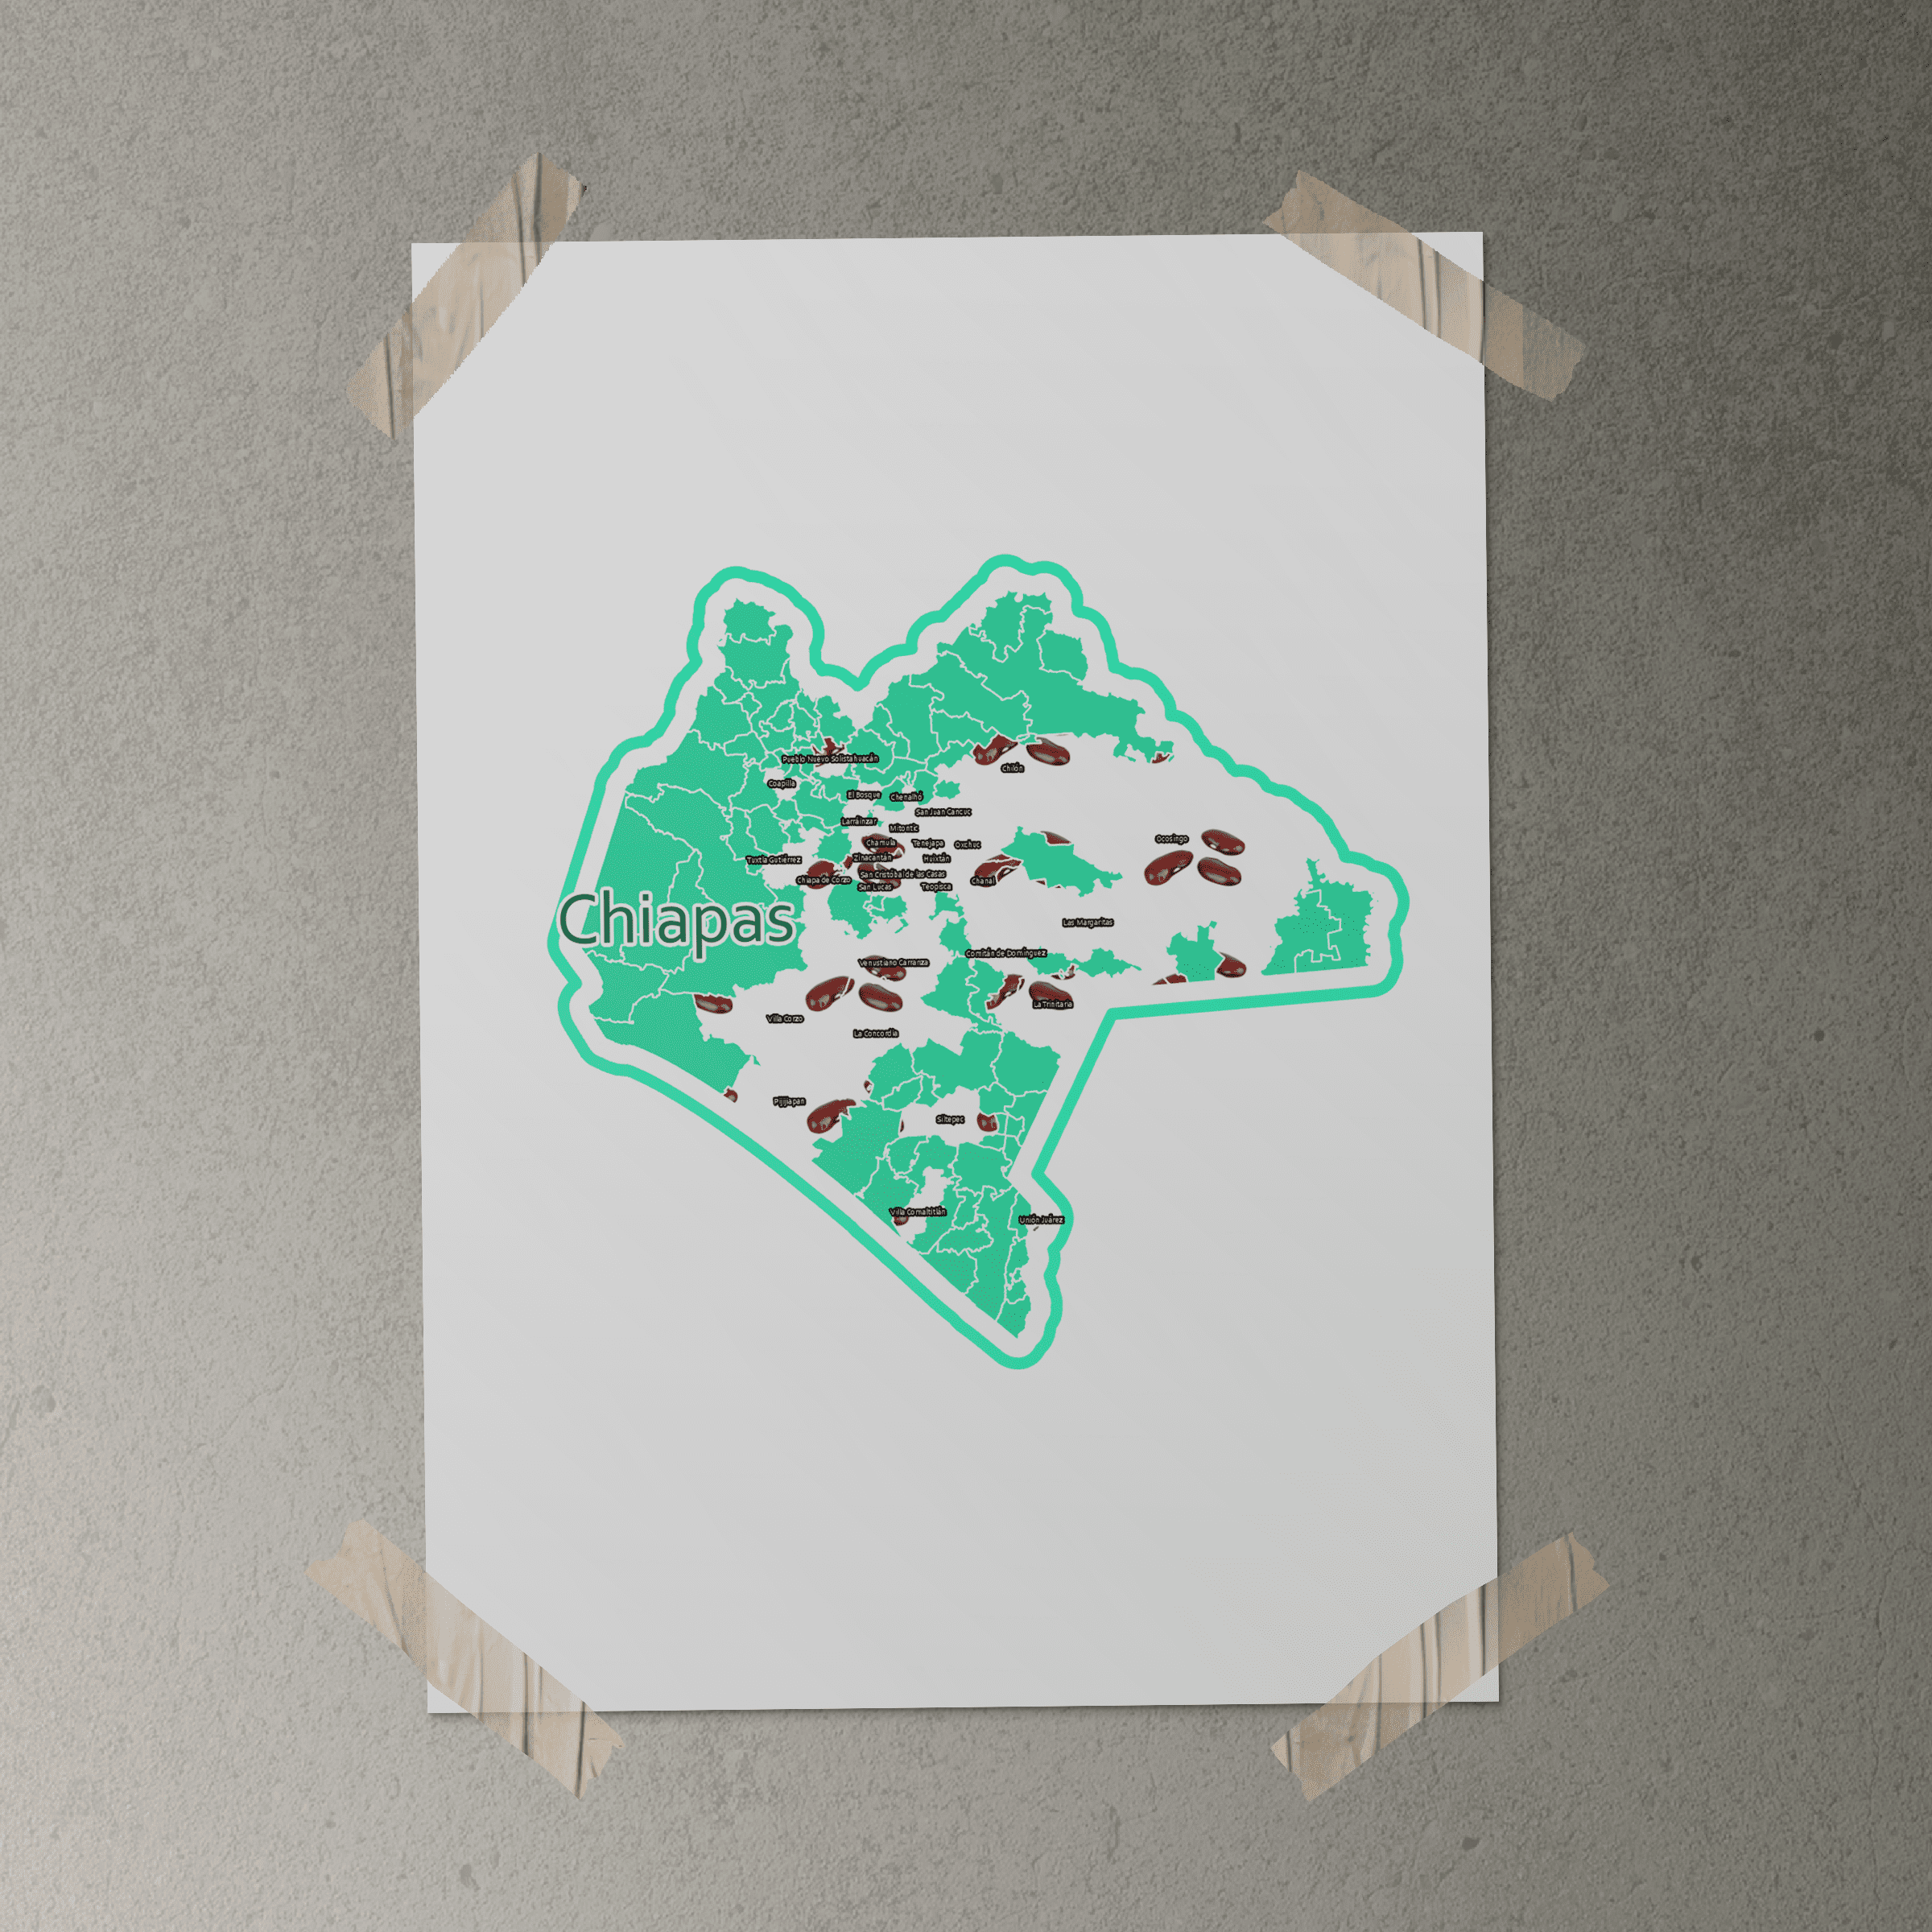 Pueblo Nuevo Solistahuacán
Chilón
Coapilla
El Bosque
Chenalhó
San Juan Cancuc
Larráinzar
Mitontic
Ocosingo
Chamula
Tenejapa
Oxchuc
Tuxtla Gutiérrez
Zinacantán
Huixtán
Chiapa de Corzo
San Cristóbal de las Casas
Chanal
San Lucas
Teopisca
Chiapas
Las Margaritas
Comitán de Domínguez
Venustiano Carranza
La Trinitaria
Villa Corzo
La Concordia
Pijijiapan
Siltepec
Villa Comaltitlán
Unión Juárez